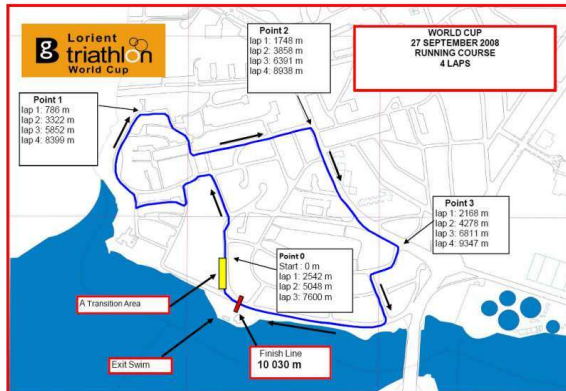 Lorient
triathlon
World Cup
WORLD CUP
27 SEPTEMBER 2008
RUNNING COURSE
4 LAPS
Point 2
lap 1: 1748 m
lap 2: 3858 m
lap 3: 6391 m
lap 4: 8938 m
Point 1
lap 1: 786 m
lap 2: 3322 m
lap 3: 5852 m
lap 4: 8399 m
Point 3
lap 1: 2168 m
lap 2: 4278 m
lap 3: 6811 m
lap 4: 9347 m
Point 0
Start : 0 m
lap 1: 2542 m
lap 2: 5048 m
lap 3: 7600 m
A Transition Area
Exit Swim
Finish Line
10 030 m